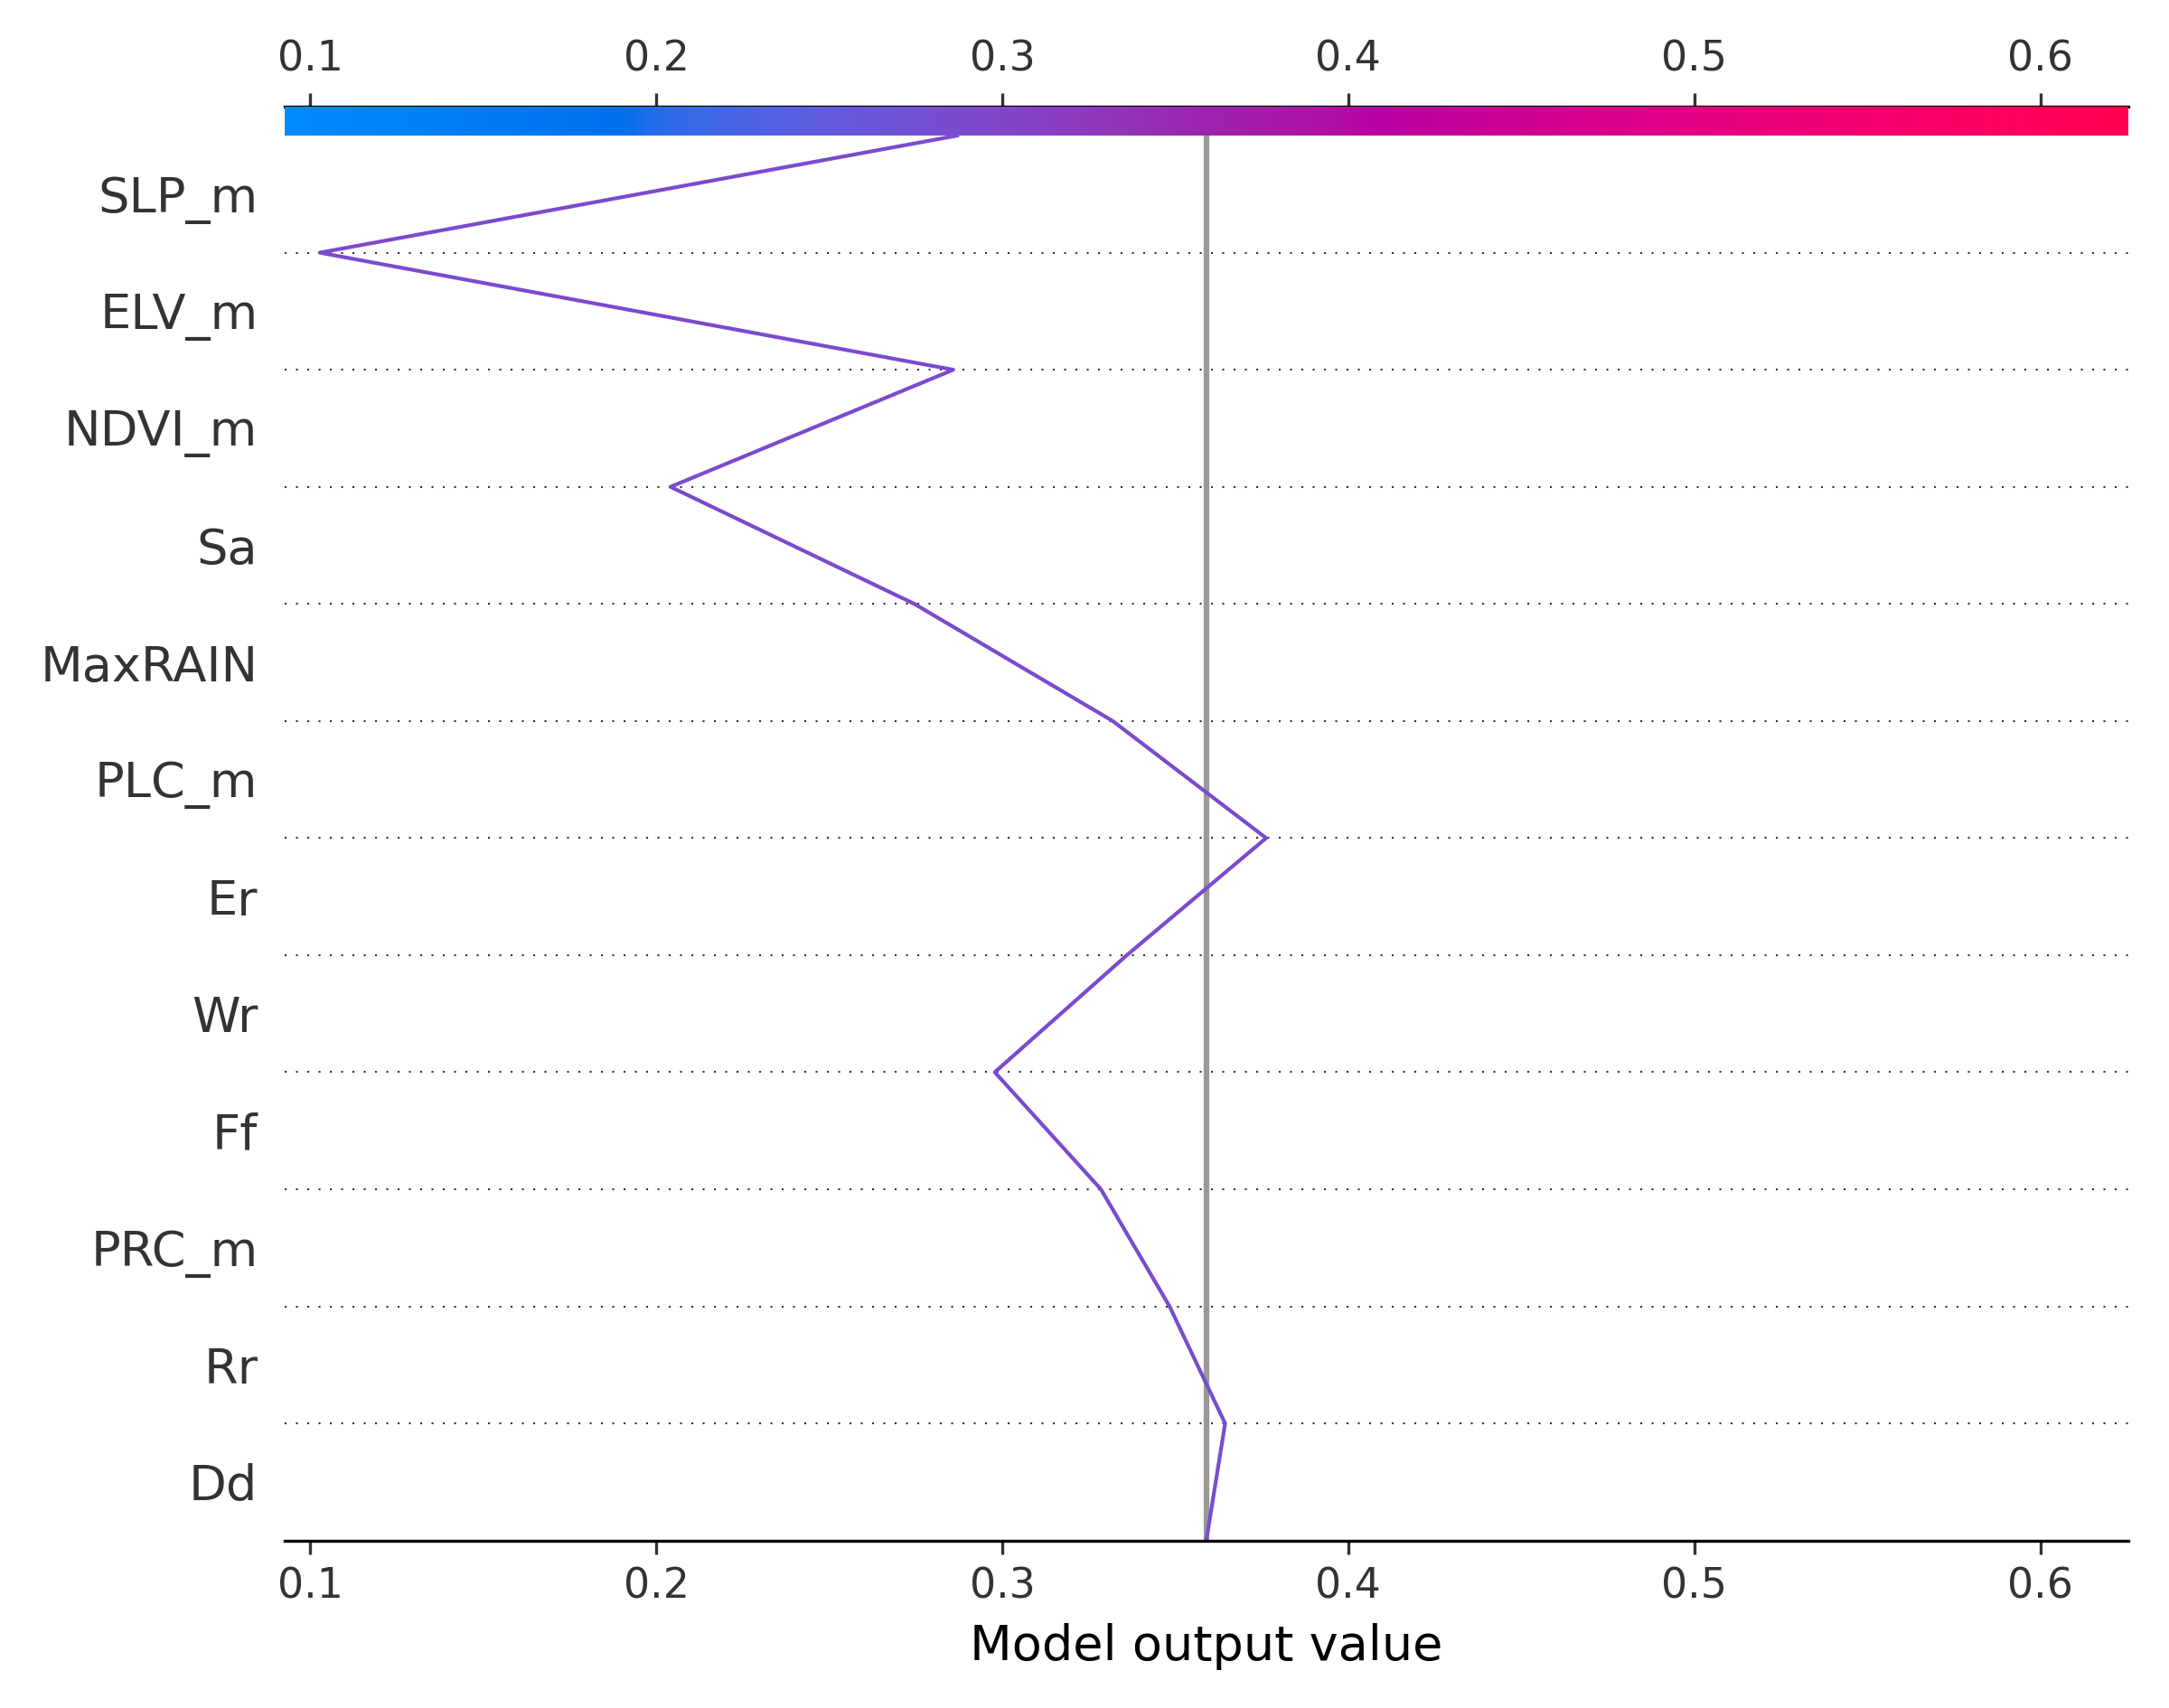 0.1 0.2 0.3 0.4 0.5 0.6
SLP_m
ELV_m
NDVI_m
Sa
MaxRAIN
PLC_m
Er
Wr
Ff
PRC_m
Rr
Dd
0.1 0.2 0.3 0.4 0.5 0.6
Model output value